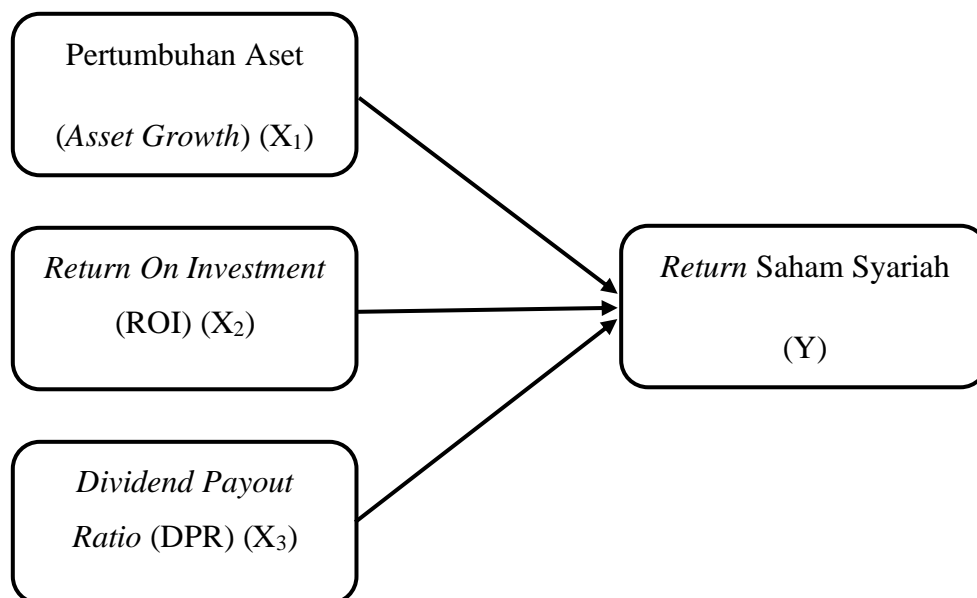 Pertumbuhan Aset
(Asset Growth) (X₁)
Return On Investment
(ROI) (X₂)
Return Saham Syariah
(Y)
Dividend Payout
Ratio (DPR) (X₃)